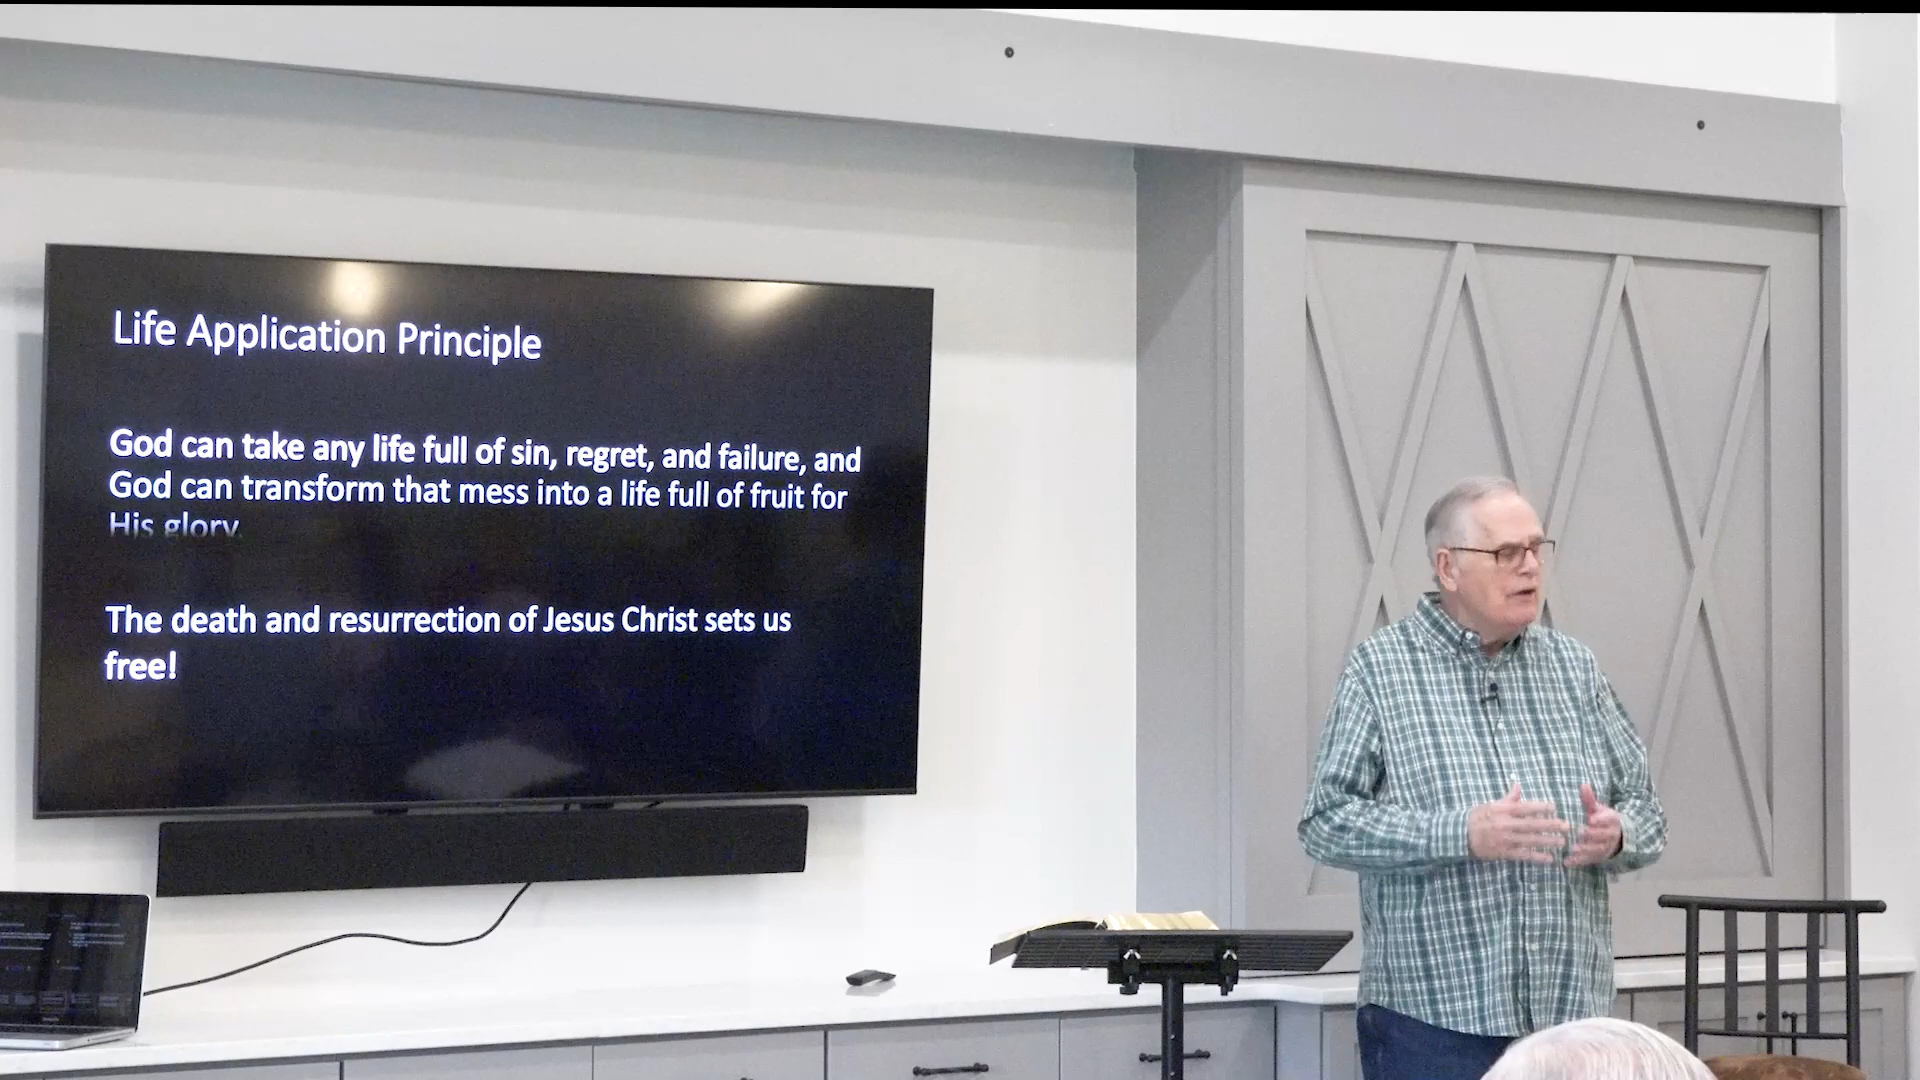 Life Application Principle
God can take any life full of sin, regret, and failure, and
God can transform that mess into a life full of fruit for
His glory.
The death and resurrection of Jesus Christ sets us
free!